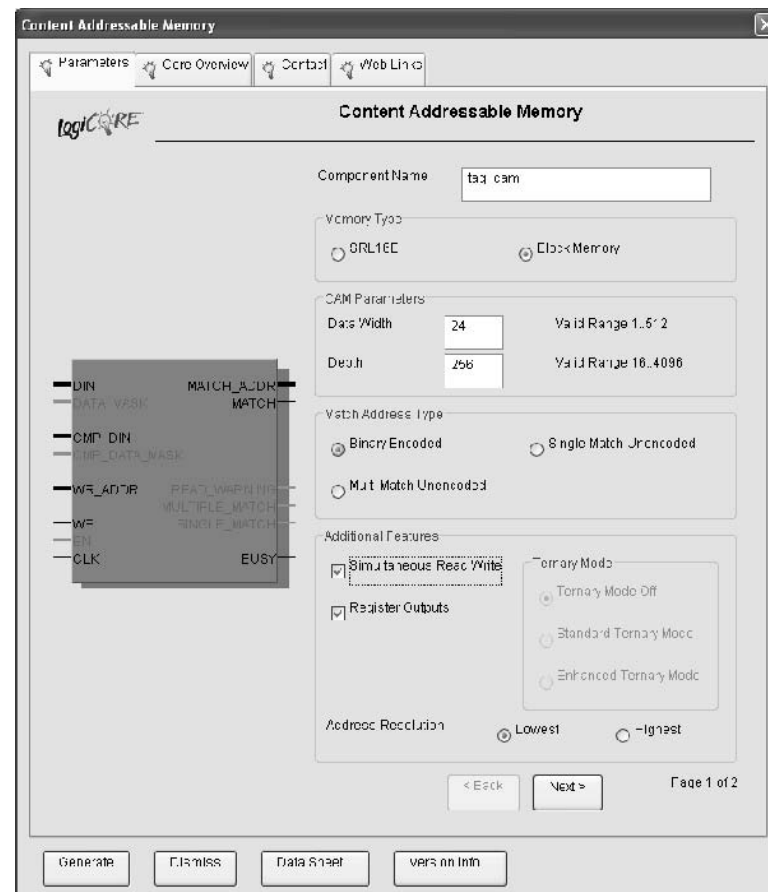 Content Addressable Memory
Parameters
Core Overview
Contact
Web Links
logiCORE
Content Addressable Memory
Component Name
tag_cam
Memory Type
SRL16E
Block Memory
CAM Parameters
Data Width
24
Valid Range 1..512
Depth
256
Valid Range 16..4096
Match Address Type
Binary Encoded
Single Match Unencoded
Multi Match Unencoded
Additional Features
Simultaneous Read Write
Register Outputs
Ternary Mode
Ternary Mode Off
Standard Ternary Mode
Enhanced Ternary Mode
Address Resolution
Lowest
Highest
DIN
MATCH_ADDR
DATA_MASK
MATCH
CMP_DIN
CMP_DATA_MASK
WR_ADDR
READ_WARNING
MULTIPLE_MATCH
WE
SINGLE_MATCH
EN
CLK
BUSY
< Back
Next >
Page 1 of 2
Generate
Dismiss
Data Sheet...
Version Info...